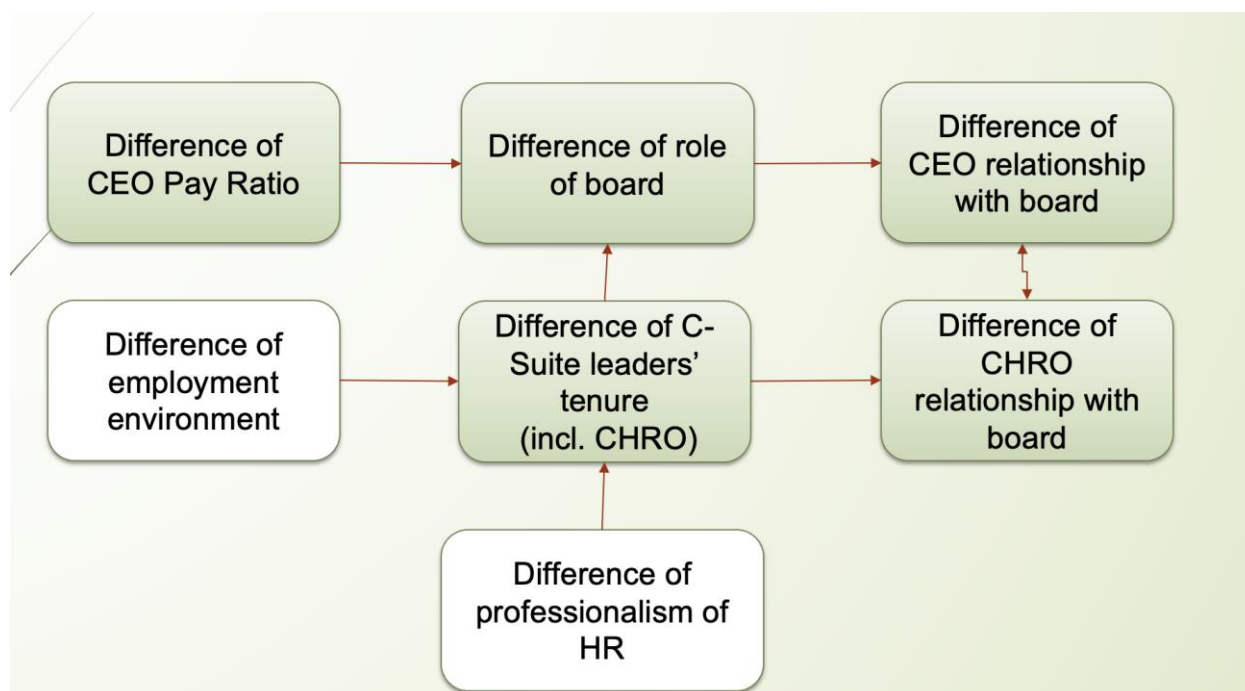 Difference of
CEO Pay Ratio
Difference of role
of board
Difference of
CEO relationship
with board
Difference of
employment
environment
Difference of C-
Suite leaders’
tenure
(incl. CHRO)
Difference of
CHRO
relationship with
board
Difference of
professionalism of
HR